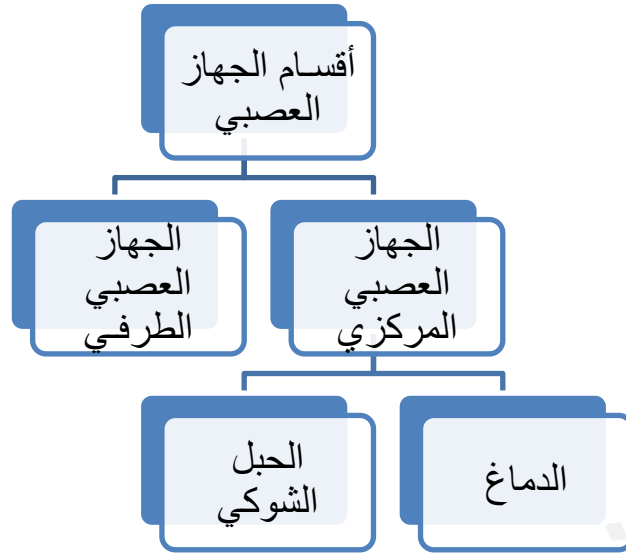 أقسام الجهاز
العصبي
الجهاز
العصبي
المركزي
الجهاز
العصبي
الطرفي
الدماغ
الحبل
الشوكي